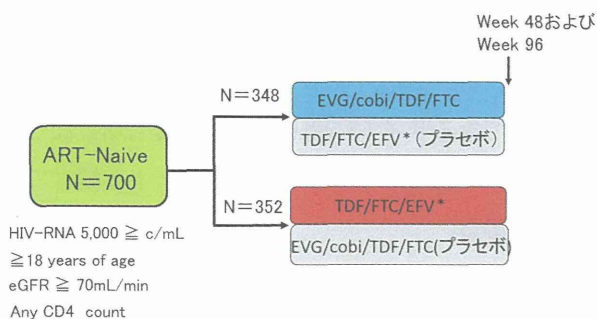 Week 48および
Week 96
N=348
EVG/cobi/TDF/FTC
TDF/FTC/EFV* (プラセボ)
ART-Naive
N=700
N=352
TDF/FTC/EFV*
EVG/cobi/TDF/FTC(プラセボ)
HIV-RNA 5,000 ≧ c/mL
≧18 years of age
eGFR ≧ 70mL/min
Any CD4 count